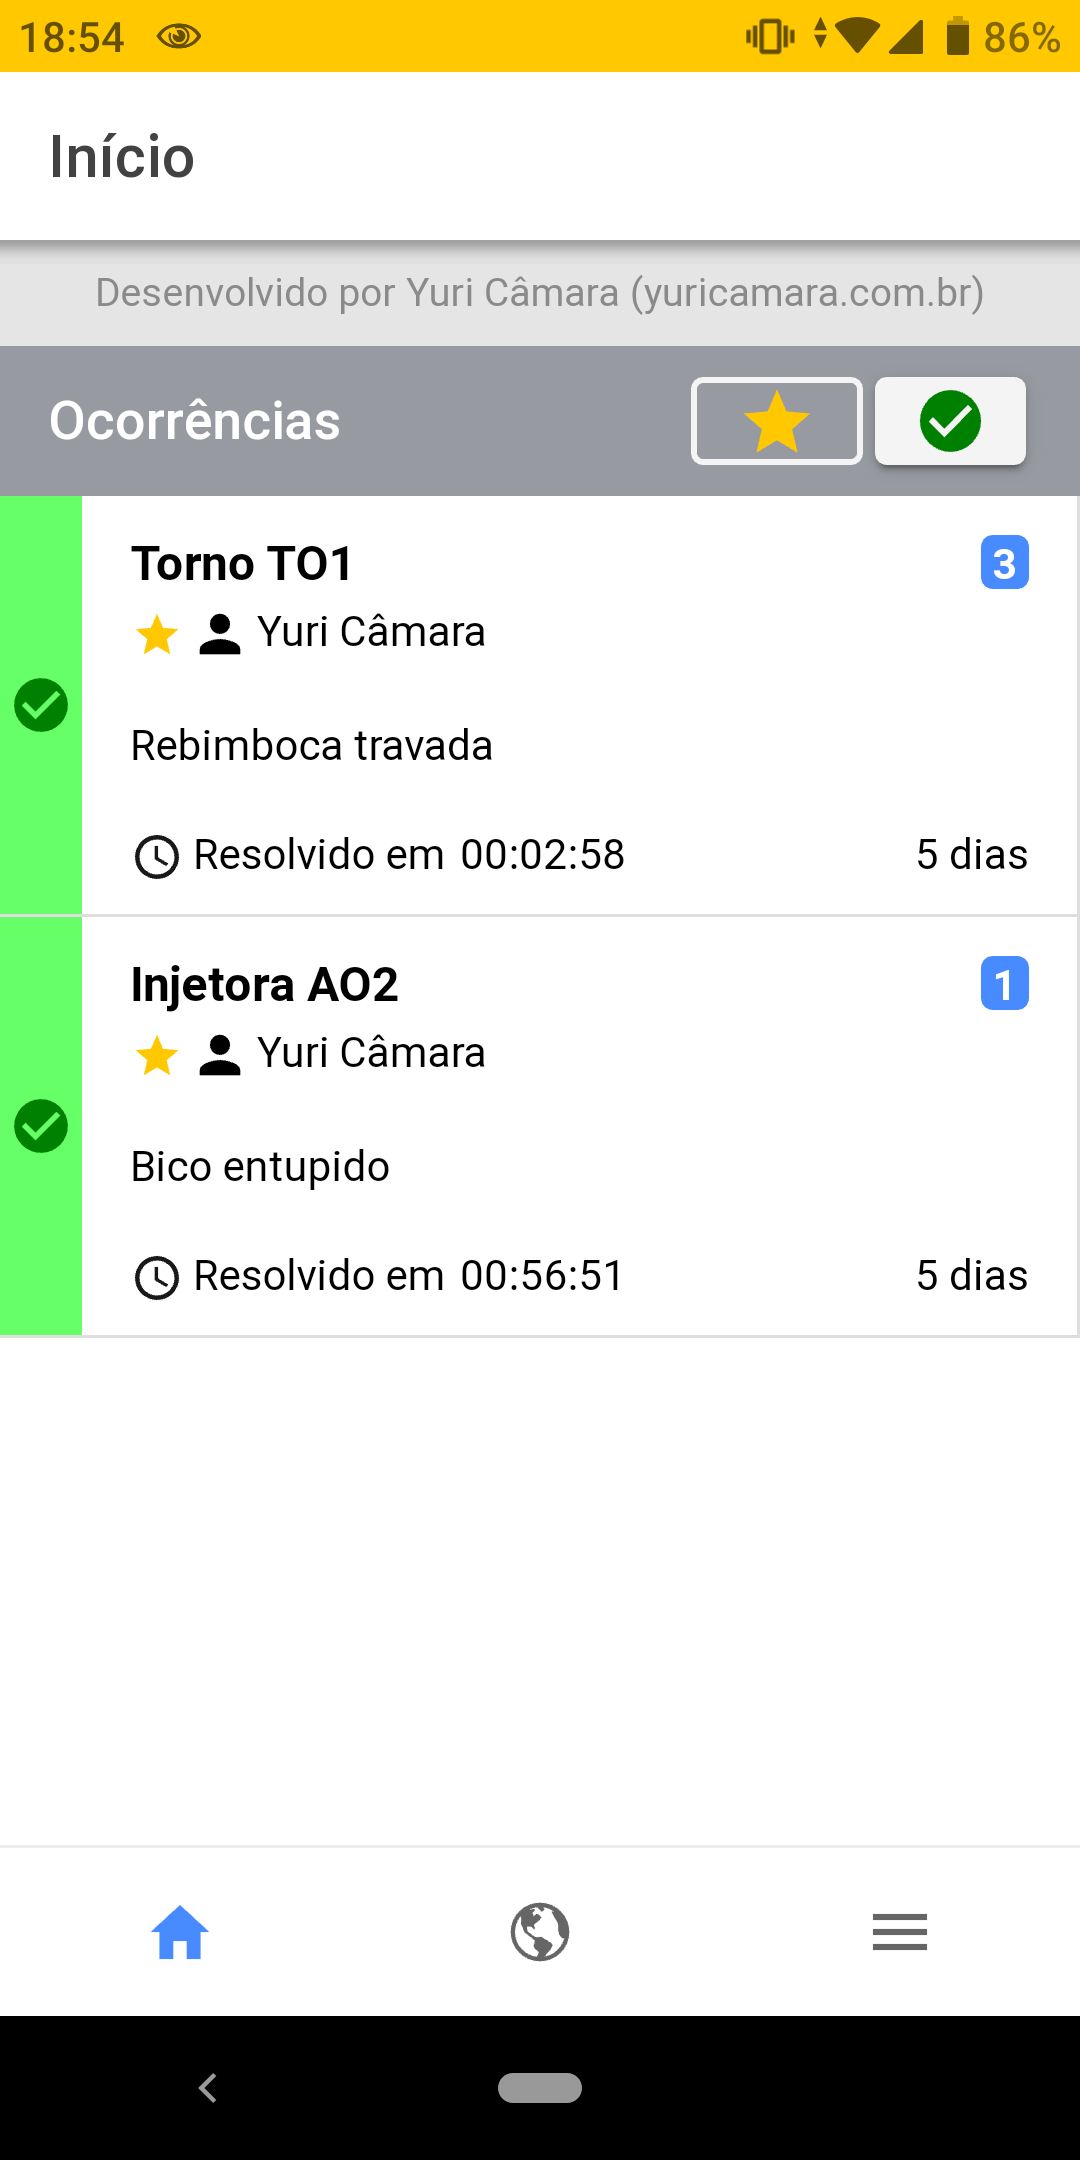 18:54 86%
Início
Desenvolvido por Yuri Câmara (yuricamara.com.br)
Ocorrências
Torno TO1 3
Yuri Câmara
Rebimboca travada
Resolvido em 00:02:58 5 dias
Injetora AO2 1
Yuri Câmara
Bico entupido
Resolvido em 00:56:51 5 dias